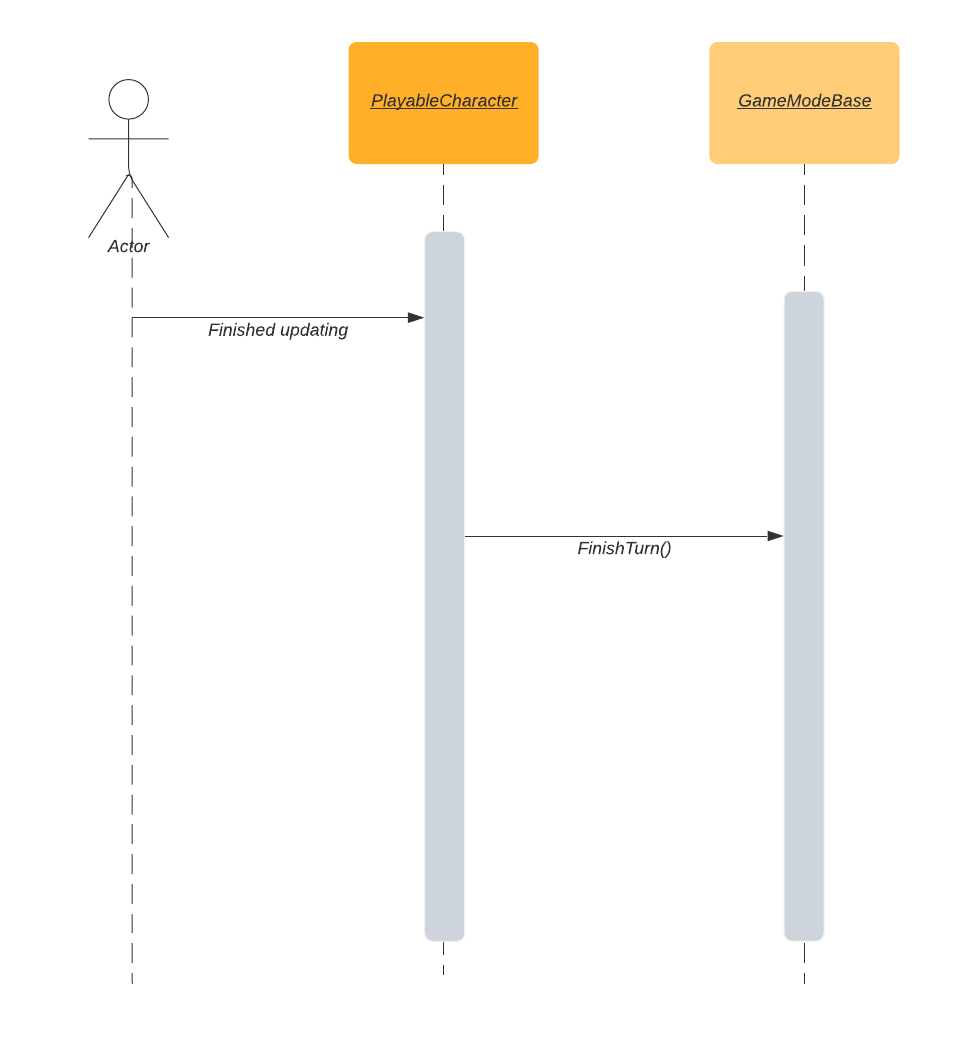 PlayableCharacter
GameModeBase
Actor
Finished updating
FinishTurn()